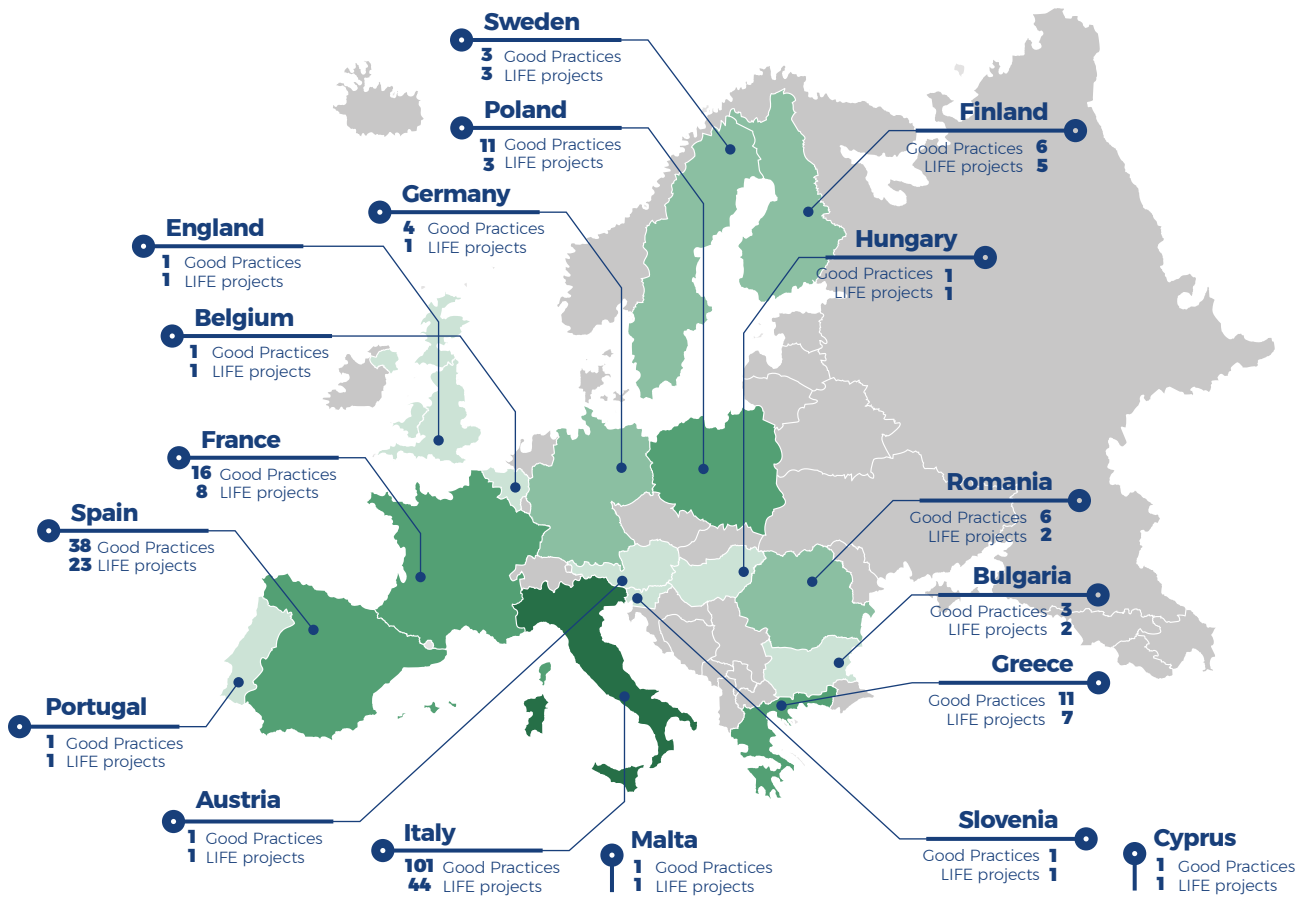 Sweden
3 Good Practices
3 LIFE projects
Poland
11 Good Practices
3 LIFE projects
Finland
Good Practices 6
LIFE projects 5
Germany
4 Good Practices
1 LIFE projects
England
1 Good Practices
1 LIFE projects
Hungary
Good Practices 1
LIFE projects 1
Belgium
1 Good Practices
1 LIFE projects
France
16 Good Practices
8 LIFE projects
Romania
Good Practices 6
LIFE projects 2
Spain
38 Good Practices
23 LIFE projects
Bulgaria
Good Practices 3
LIFE projects 2
Greece
Good Practices 11
LIFE projects 7
Portugal
1 Good Practices
1 LIFE projects
Austria
1 Good Practices
1 LIFE projects
Italy
101 Good Practices
44 LIFE projects
Malta
1 Good Practices
1 LIFE projects
Slovenia
Good Practices 1
LIFE projects 1
Cyprus
1 Good Practices
1 LIFE projects